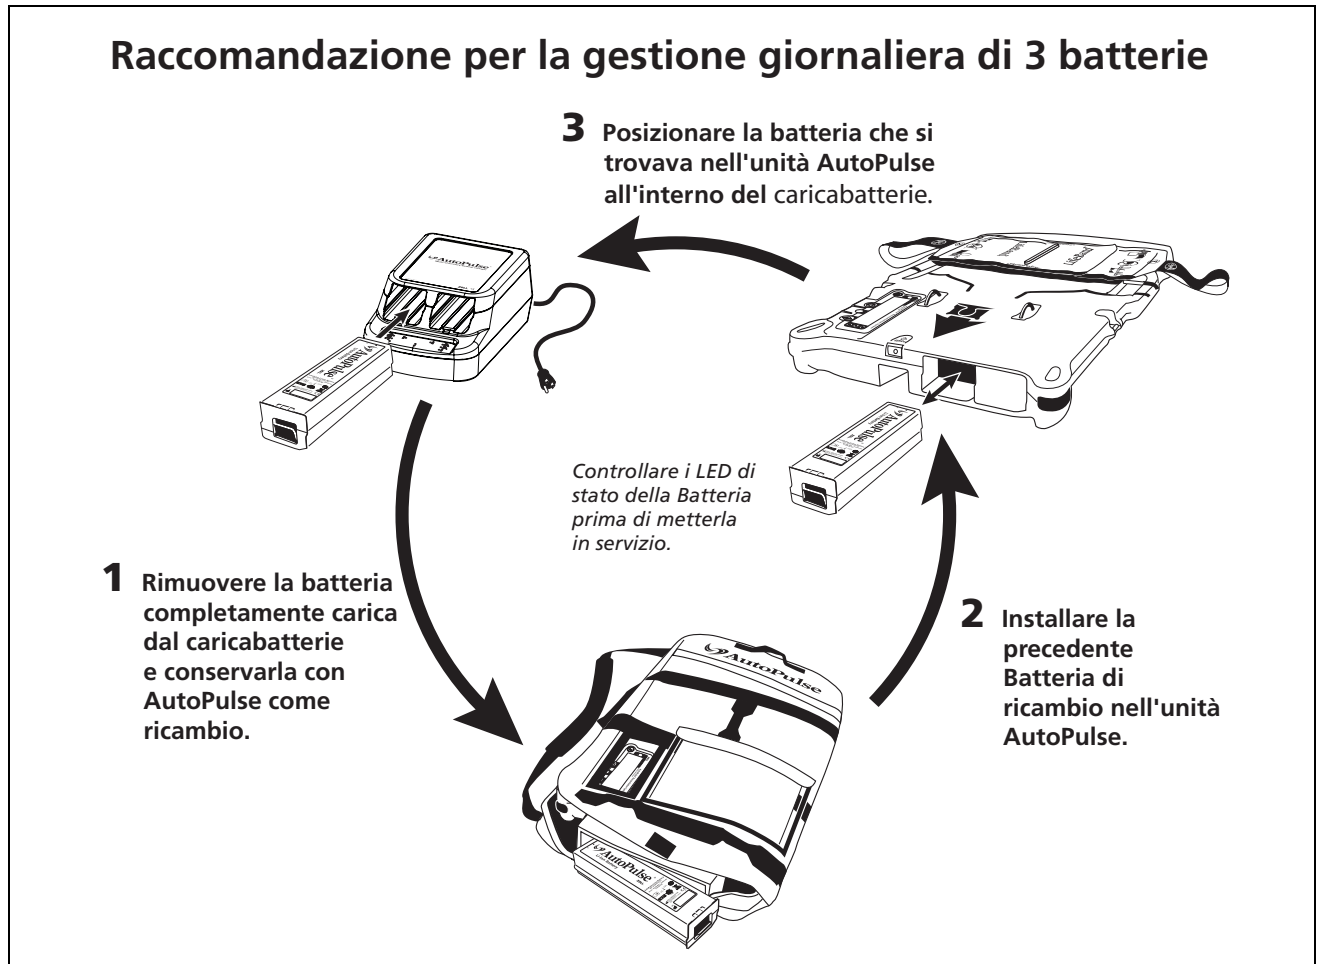 Raccomandazione per la gestione giornaliera di 3 batterie
3 Posizionare la batteria che si
trovava nell'unità AutoPulse
all'interno del caricabatterie.
AutoPulse
AutoPulse
AutoPulse
Controllare i LED di
stato della Batteria
prima di metterla
in servizio.
1 Rimuovere la batteria
completamente carica
dal caricabatterie
e conservarla con
AutoPulse come
ricambio.
2 Installare la
precedente
Batteria di
ricambio nell'unità
AutoPulse.
AutoPulse
AutoPulse